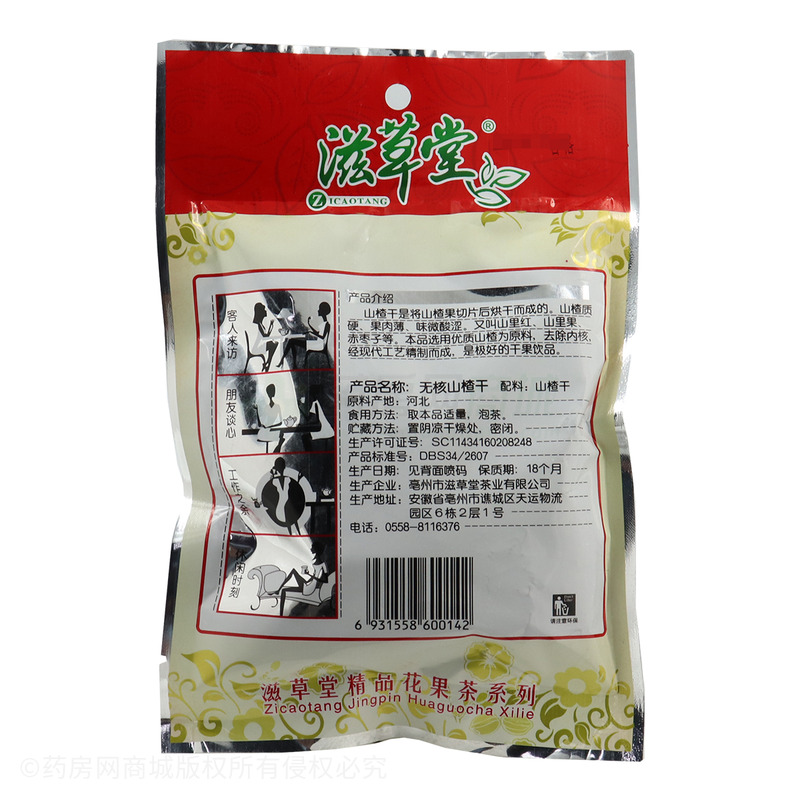 滋草堂®
ZICAOTANG
客人来访
朋友谈心
工作之余
休闲时刻
产品介绍
山楂干是将山楂果切片后烘干而成的。山楂质
硬、果肉薄、味微酸涩。又叫山里红、山里果、
赤枣子等。本品选用优质山楂为原料，去除内核，
经现代工艺精制而成，是极好的干果饮品。
产品名称：无核山楂干 配料：山楂干
原料产地：河北
食用方法：取本品适量，泡茶。
贮藏方法：置阴凉干燥处，密闭。
生产许可证号：SC11434160208248
产品标准号：DBS34/2607
生产日期：见背面喷码 保质期：18个月
生产企业：亳州市滋草堂茶业有限公司
生产地址：安徽省亳州市谯城区天运物流
园区6栋2层1号
电话：0558-8116376
6 931558 600142
请注意环保
滋草堂精品花果茶系列
Zicaotang Jingpin Huaguocha Xilie
©药房网商城版权所有侵权必究